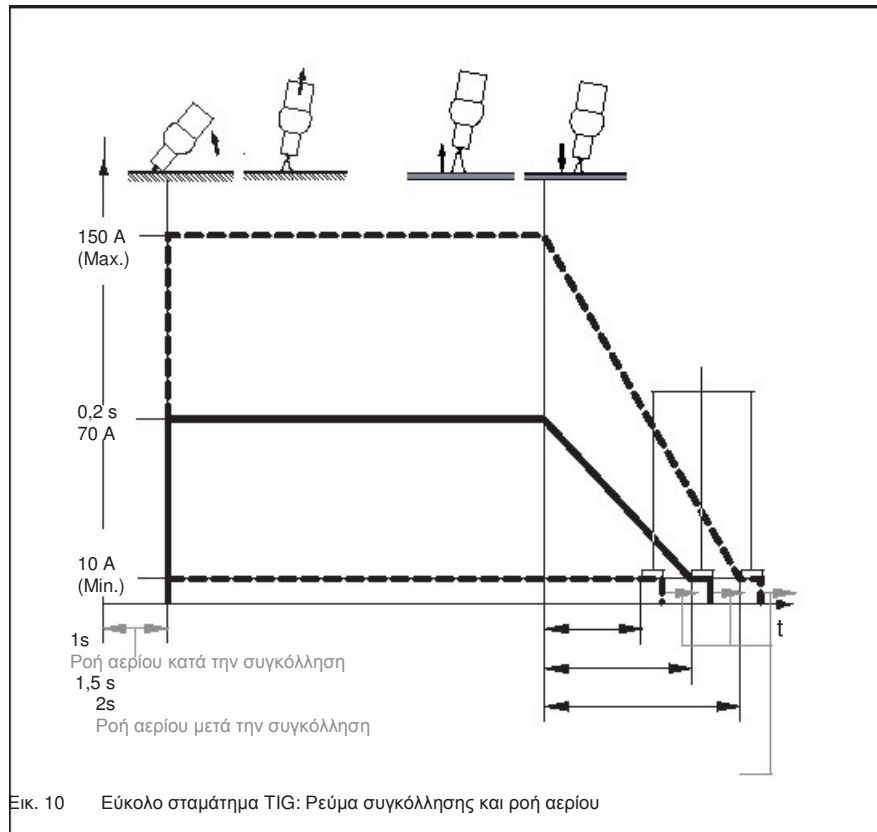 150 A
(Max.)
0,2 s
70 A
10 A
(Min.)
t
1s
Ροή αερίου κατά την συγκόλληση
1,5 s
2s
Ροή αερίου μετά την συγκόλληση
Εικ. 10 Εύκολο σταμάτημα TIG: Ρεύμα συγκόλλησης και ροή αερίου